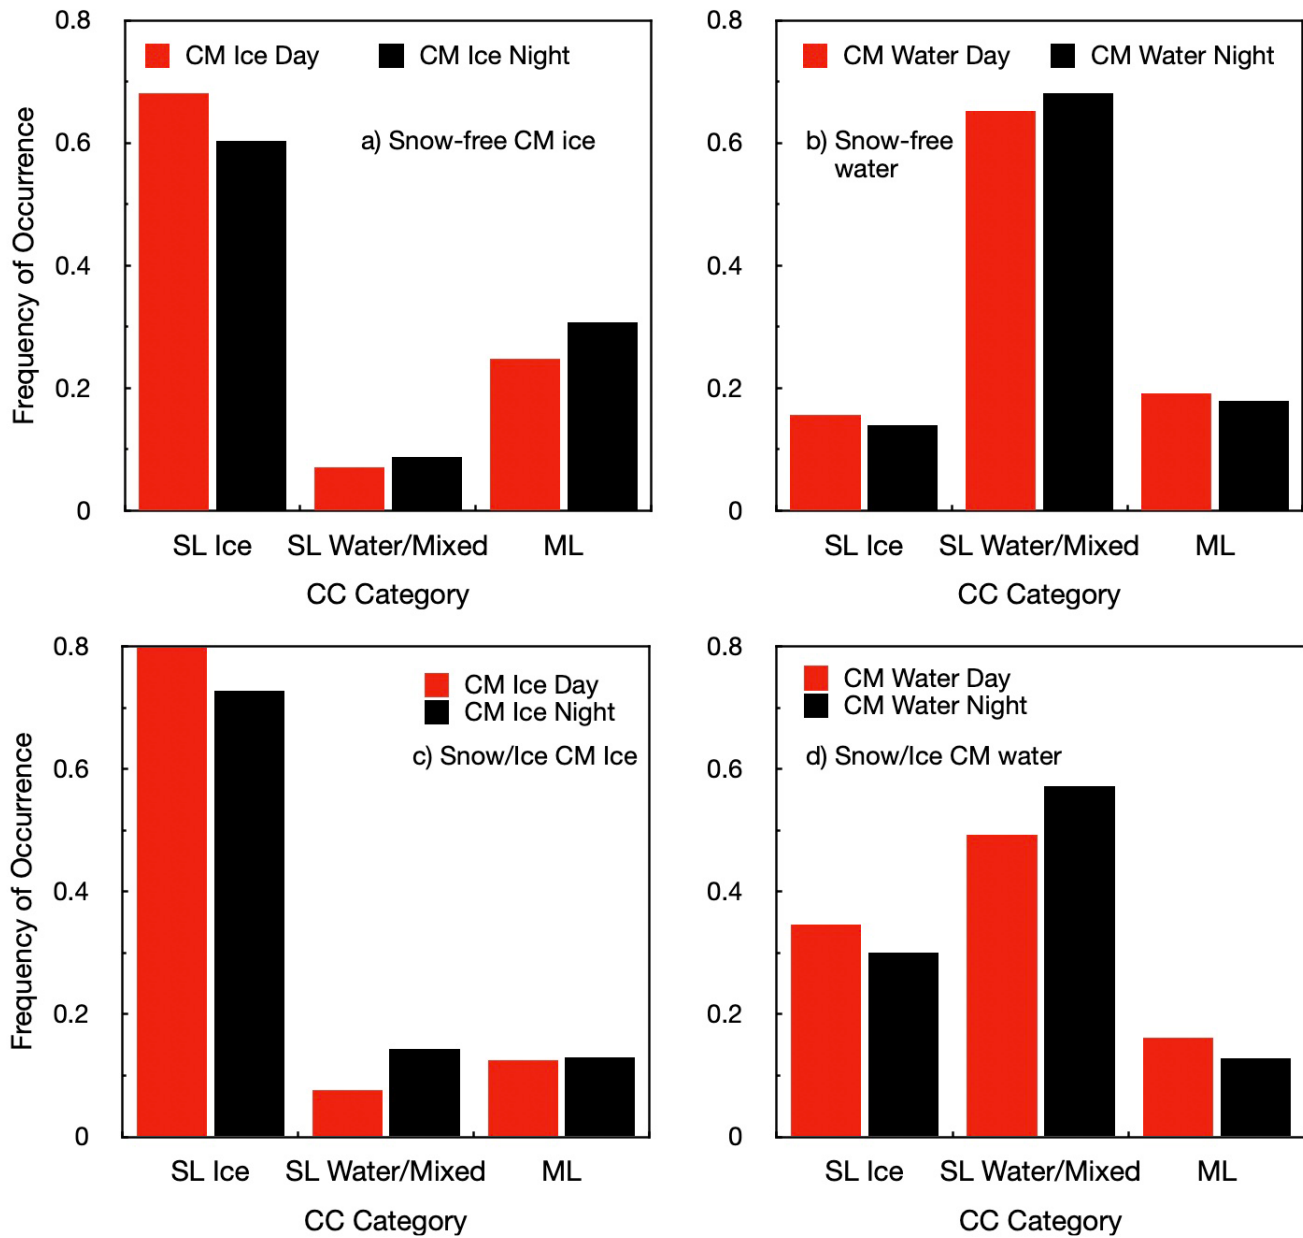 0.8
CM Ice Day
CM Ice Night
a) Snow-free CM ice
0.6
0.4
0.2
0
Frequency of Occurrence
SL Ice
SL Water/Mixed
ML
CC Category
0.8
CM Water Day
CM Water Night
b) Snow-free
water
0.6
0.4
0.2
0
SL Ice
SL Water/Mixed
ML
CC Category
0.8
CM Ice Day
CM Ice Night
c) Snow/Ice CM Ice
0.6
0.4
0.2
0
Frequency of Occurrence
SL Ice
SL Water/Mixed
ML
CC Category
0.8
CM Water Day
CM Water Night
d) Snow/Ice CM water
0.6
0.4
0.2
0
SL Ice
SL Water/Mixed
ML
CC Category